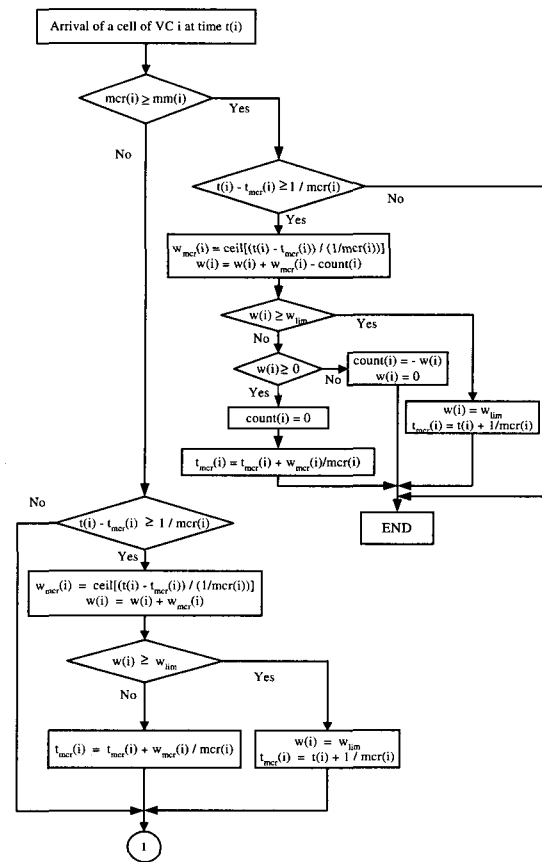 Arrival of a cell of VC i at time t(i)
mcr(i) ≥ mm(i)
Yes
No
t(i) - t_mcr(i) ≥ 1 / mcr(i)
No
Yes
w_mcr(i) = ceil[(t(i) - t_mcr(i)) / (1/mcr(i))]
w(i) = w(i) + w_mcr(i) - count(i)
w(i) ≥ w_lim
Yes
No
w(i) ≥ 0
No
count(i) = - w(i)
w(i) = 0
Yes
count(i) = 0
w(i) = w_lim
t_mcr(i) = t(i) + 1/mcr(i)
t_mcr(i) = t_mcr(i) + w_mcr(i)/mcr(i)
END
No
t(i) - t_mcr(i) ≥ 1 / mcr(i)
Yes
w_mcr(i) = ceil[(t(i) - t_mcr(i)) / (1/mcr(i))]
w(i) = w(i) + w_mcr(i)
w(i) ≥ w_lim
Yes
No
t_mcr(i) = t_mcr(i) + w_mcr(i) / mcr(i)
w(i) = w_lim
t_mcr(i) = t(i) + 1 / mcr(i)
1